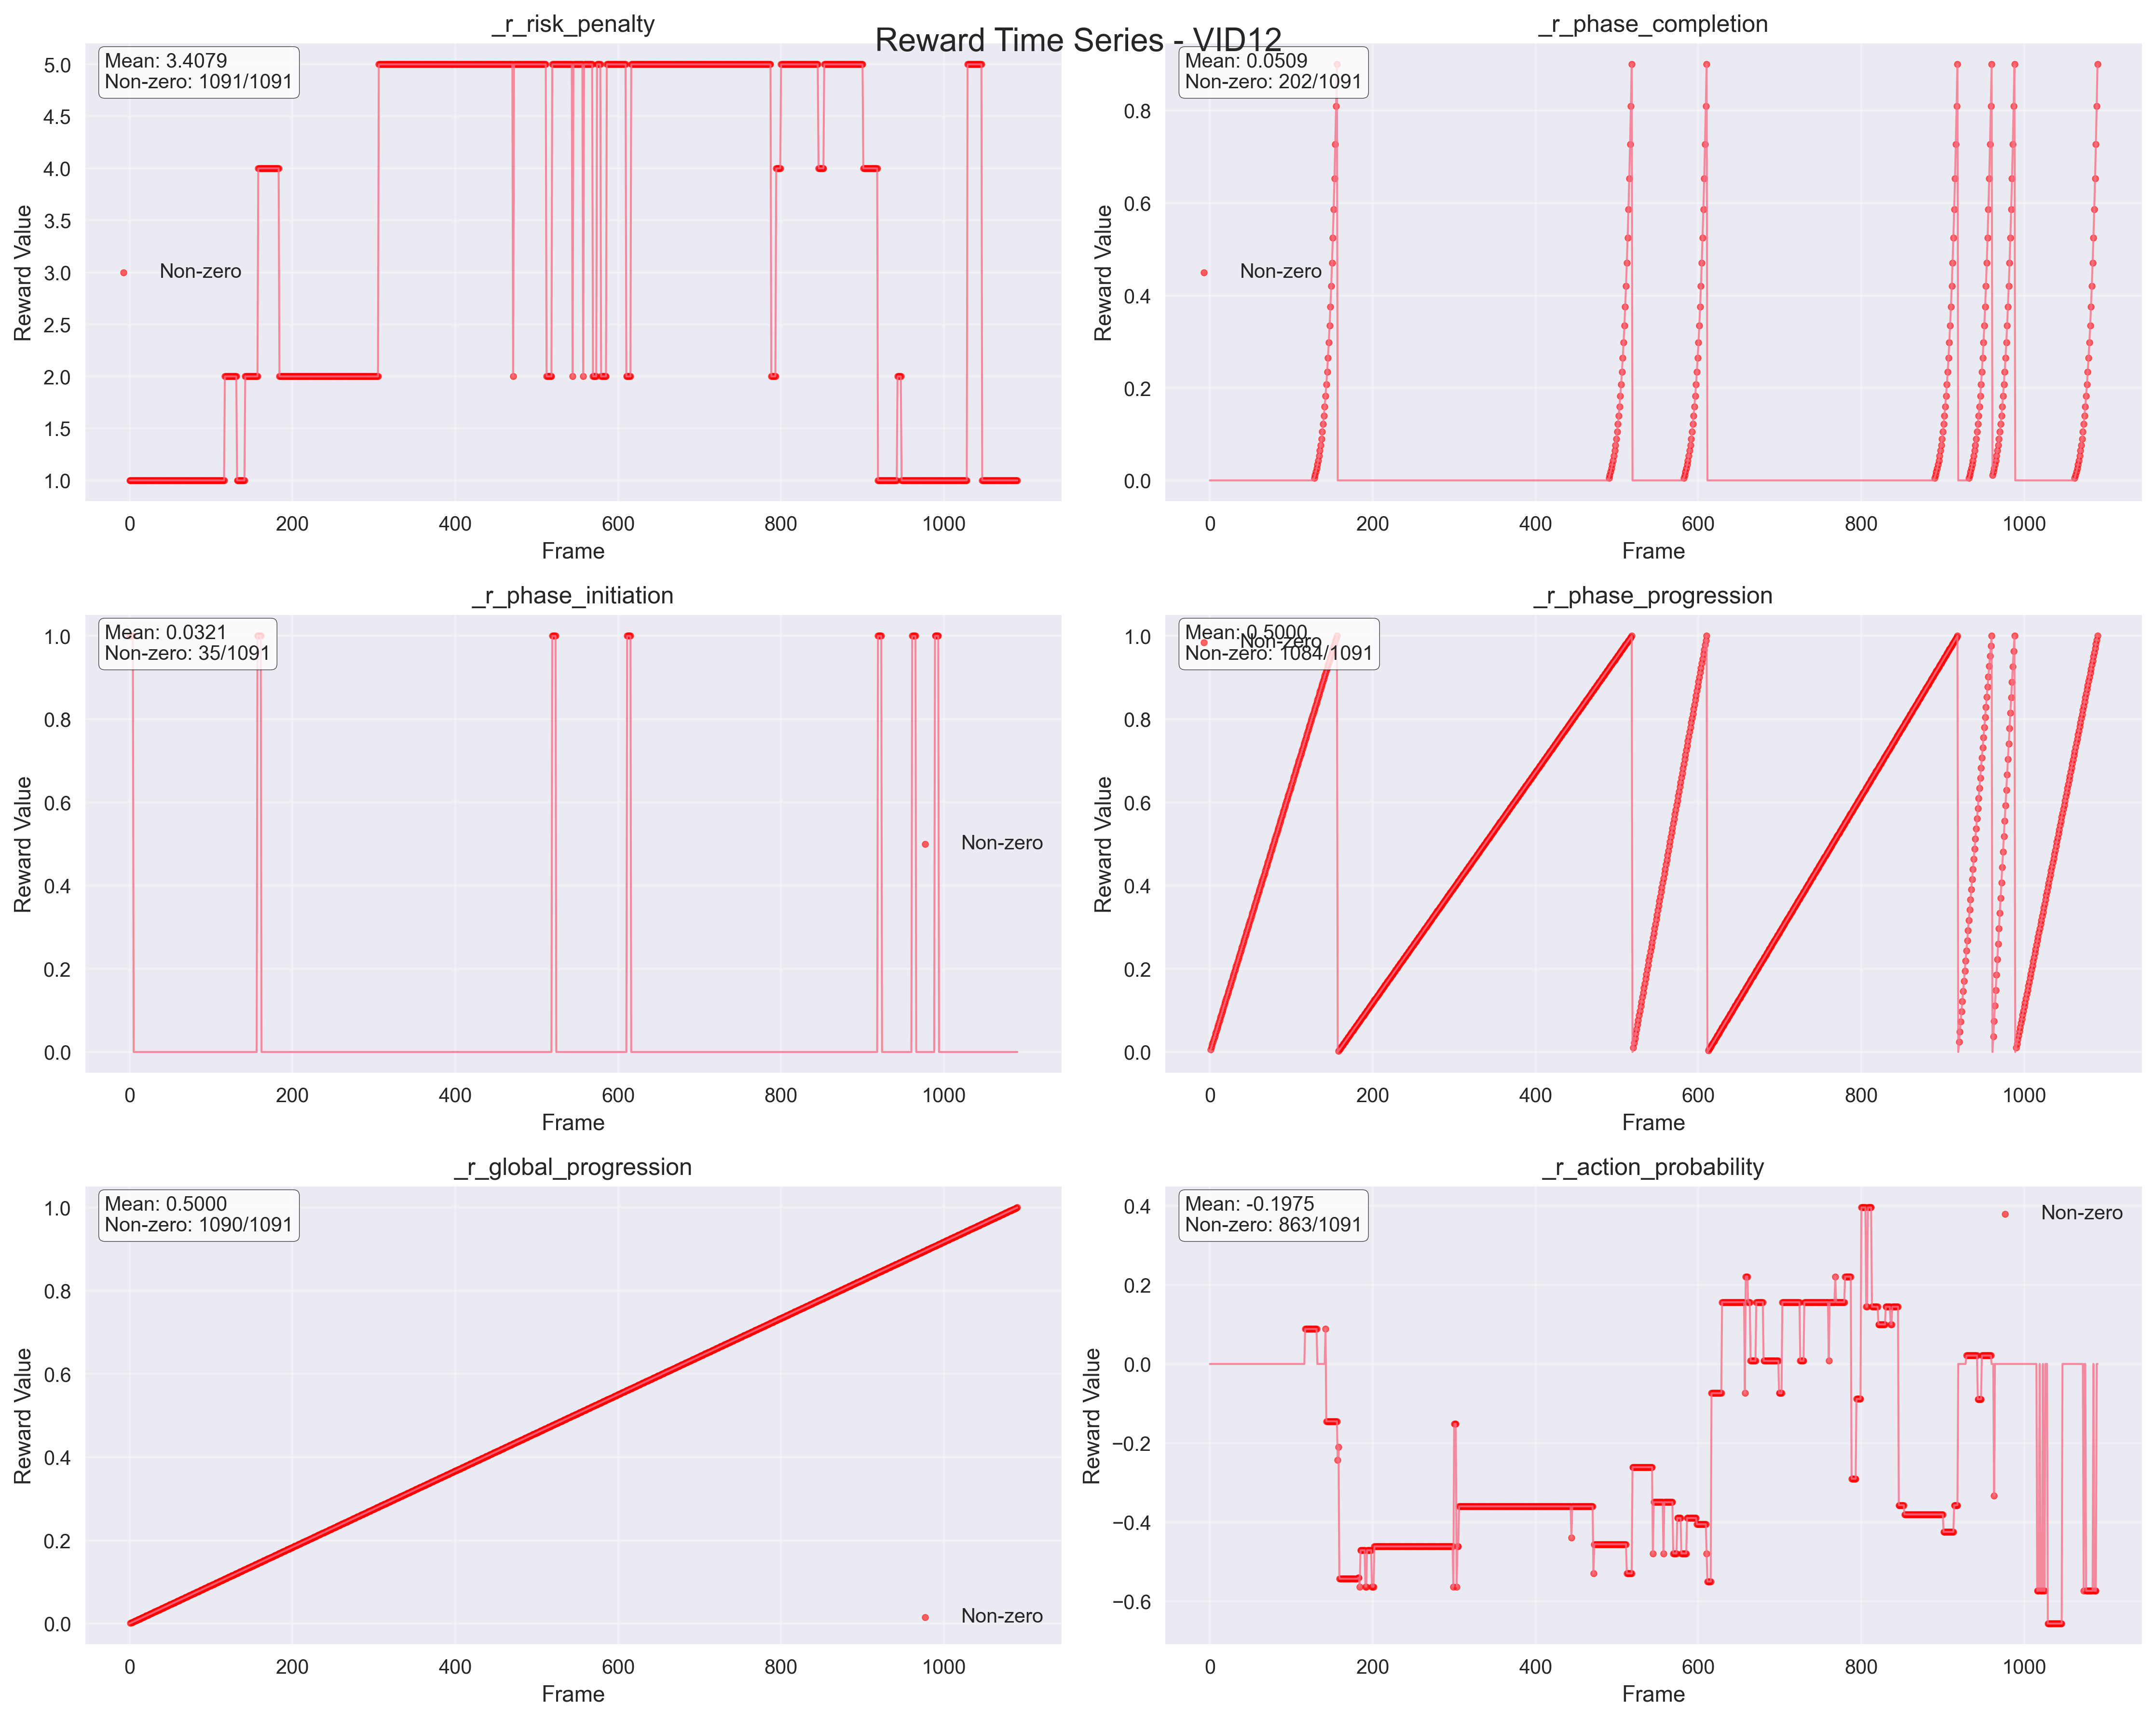 Reward Time Series - VID12
_r_risk_penalty
Mean: 3.4079
Non-zero: 1091/1091
Non-zero
Reward Value
5.0
4.5
4.0
3.5
3.0
2.5
2.0
1.5
1.0
0 200 400 600 800 1000
Frame
_r_phase_completion
Mean: 0.0509
Non-zero: 202/1091
Non-zero
Reward Value
0.8
0.6
0.4
0.2
0.0
0 200 400 600 800 1000
Frame
_r_phase_initiation
Mean: 0.0321
Non-zero: 35/1091
Non-zero
Reward Value
1.0
0.8
0.6
0.4
0.2
0.0
0 200 400 600 800 1000
Frame
_r_phase_progression
Mean: 0.5000
Non-zero
Non-zero: 1084/1091
Reward Value
1.0
0.8
0.6
0.4
0.2
0.0
0 200 400 600 800 1000
Frame
_r_global_progression
Mean: 0.5000
Non-zero: 1090/1091
Non-zero
Reward Value
1.0
0.8
0.6
0.4
0.2
0.0
0 200 400 600 800 1000
Frame
_r_action_probability
Mean: -0.1975
Non-zero: 863/1091
Non-zero
Reward Value
0.4
0.2
0.0
−0.2
−0.4
−0.6
0 200 400 600 800 1000
Frame